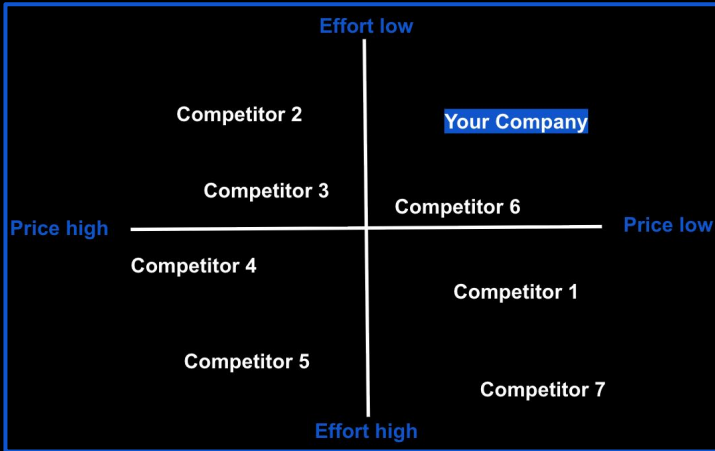 Effort low
Competitor 2
Your Company
Competitor 3
Competitor 6
Price high
Price low
Competitor 4
Competitor 1
Competitor 5
Competitor 7
Effort high